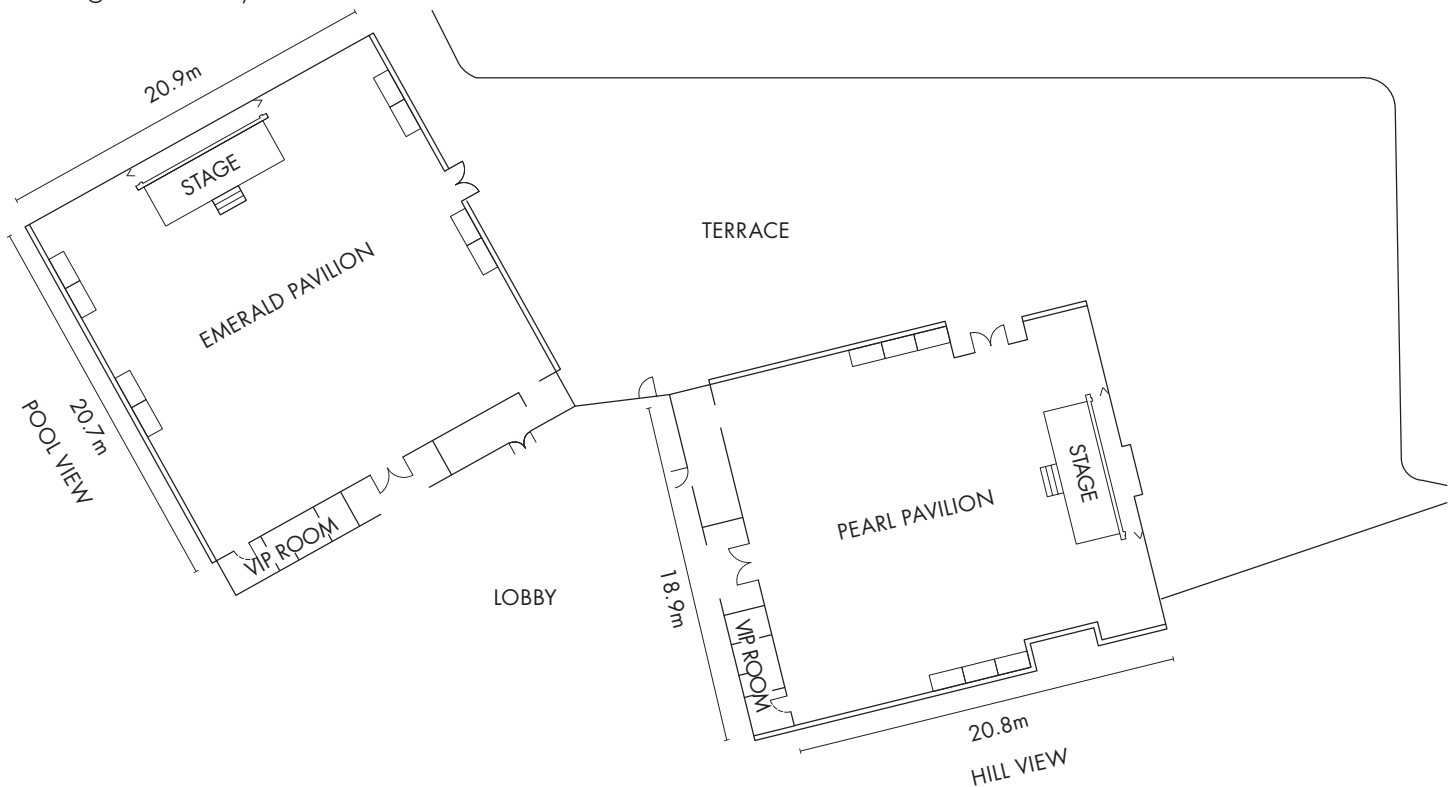 20.9m
STAGE
EMERALD PAVILION
TERRACE
20.7m
POOL VIEW
VIP ROOM
LOBBY
STAGE
PEARL PAVILION
18.9m
VIP ROOM
20.8m
HILL VIEW